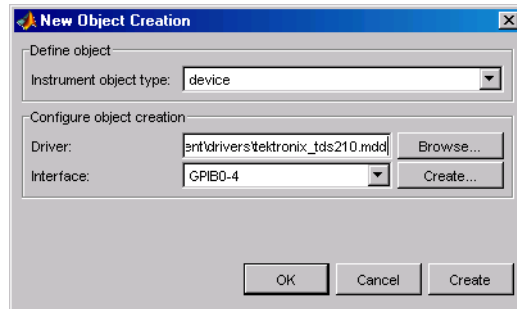 New Object Creation
Define object
Instrument object type: device
Configure object creation
Driver: ent\drivers\tektronix_tds210.mdd Browse...
Interface: GPIB0-4 Create...
OK Cancel Create